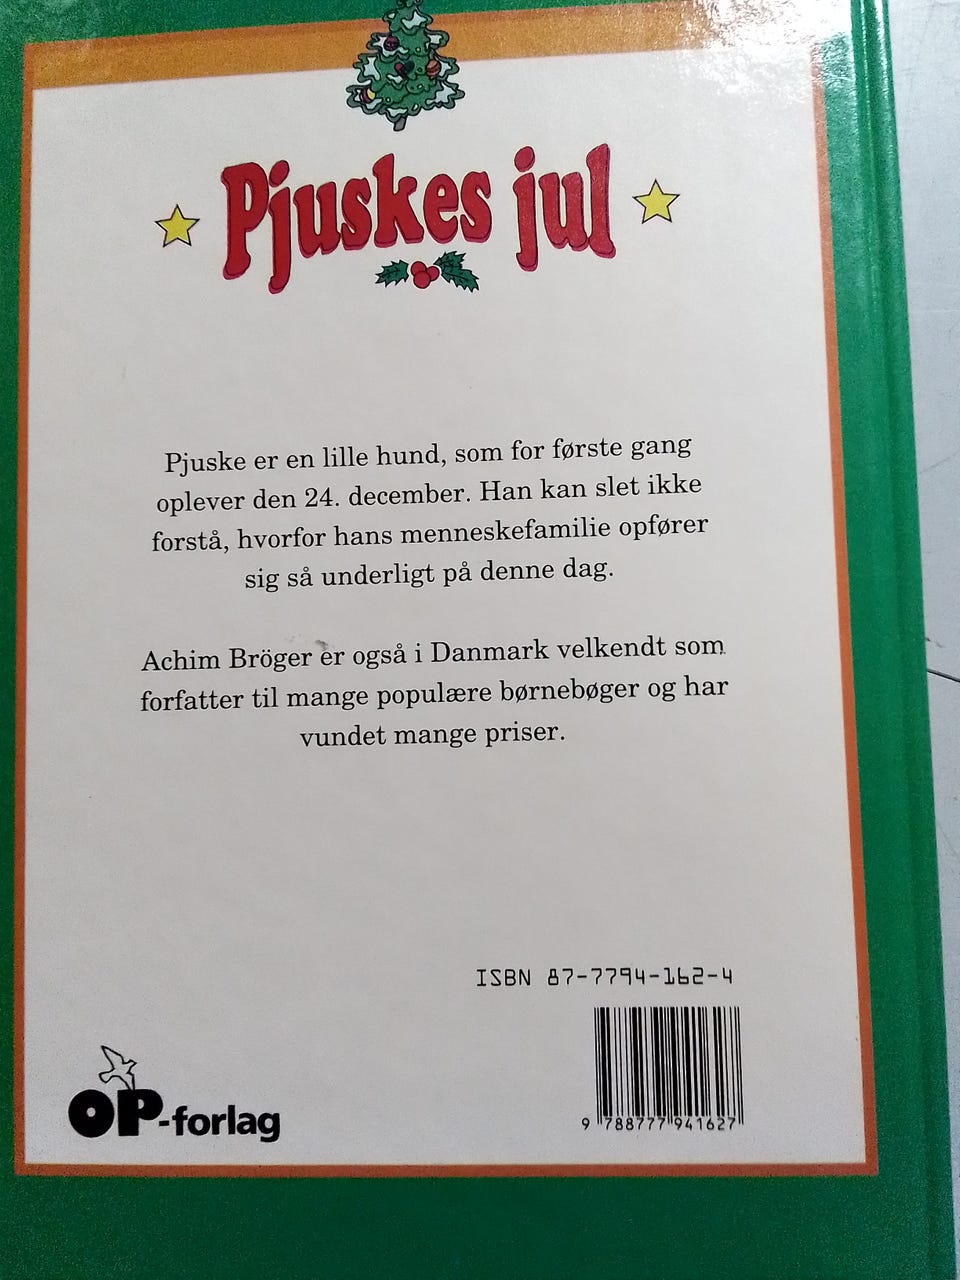 Pjuskes jul
Pjuske er en lille hund, som for første gang
oplever den 24. december. Han kan slet ikke
forstå, hvorfor hans menneskefamilie opfører
sig så underligt på denne dag.
Achim Bröger er også i Danmark velkendt som
forfatter til mange populære børnebøger og har
vundet mange priser.
ISBN 87-7794-162-4
9 788777 941627
OP-forlag